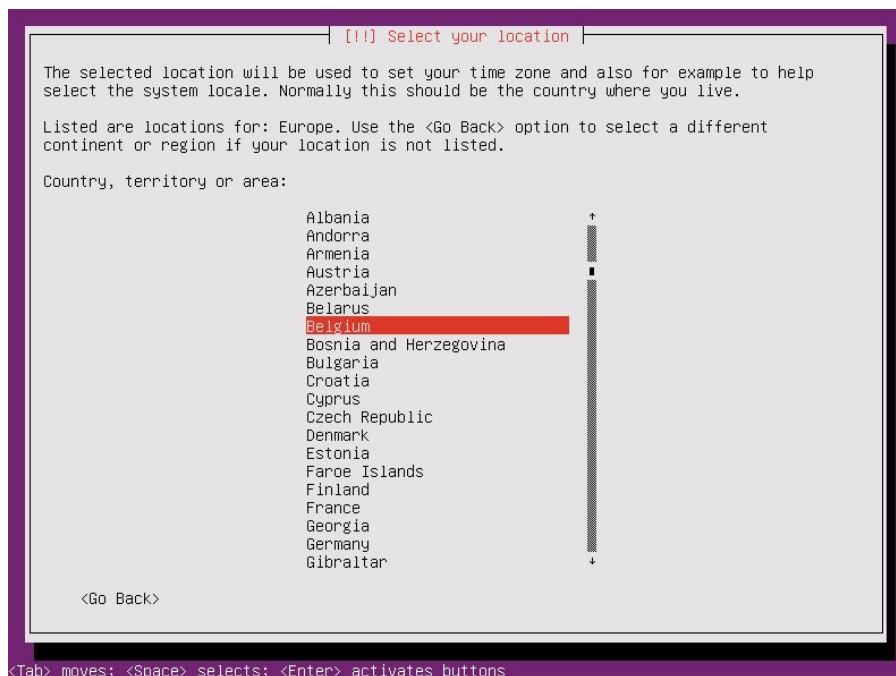 [!!] Select your location
The selected location will be used to set your time zone and also for example to help
select the system locale. Normally this should be the country where you live.
Listed are locations for: Europe. Use the <Go Back> option to select a different
continent or region if your location is not listed.
Country, territory or area:
Albania
Andorra
Armenia
Austria
Azerbaijan
Belarus
Belgium
Bosnia and Herzegovina
Bulgaria
Croatia
Cyprus
Czech Republic
Denmark
Estonia
Faroe Islands
Finland
France
Georgia
Germany
Gibraltar
<Go Back>
<Tab> moves; <Space> selects; <Enter> activates buttons